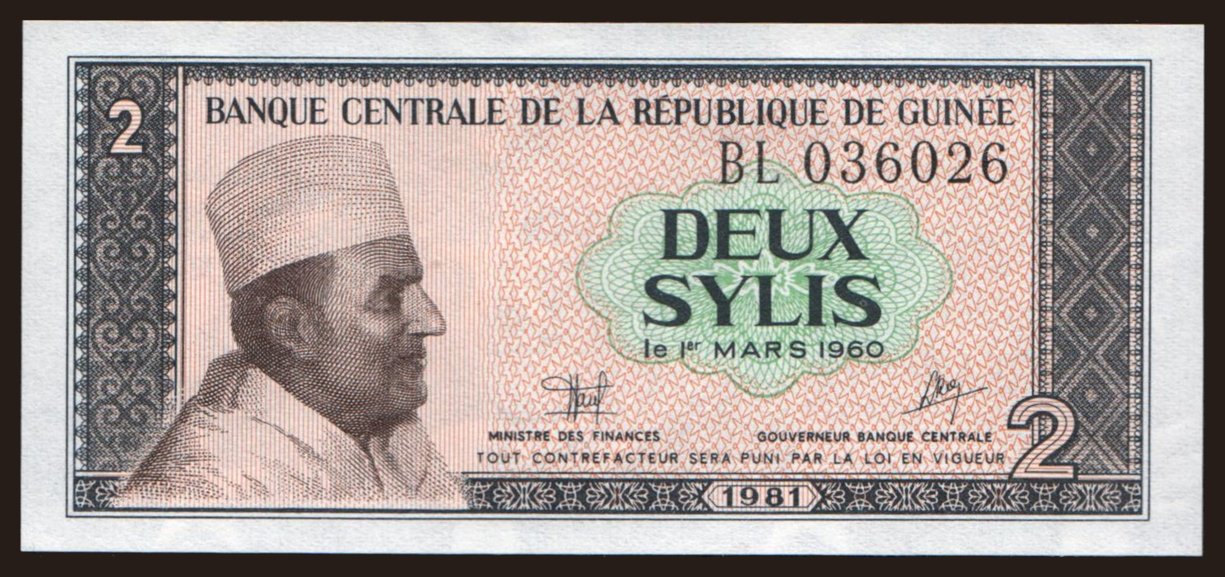 2
BANQUE CENTRALE DE LA RÉPUBLIQUE DE GUINÉE
BL 036026
DEUX
SYLIS
le 1er MARS 1960
MINISTRE DES FINANCES
GOUVERNEUR BANQUE CENTRALE
TOUT CONTREFACTEUR SERA PUNI PAR LA LOI EN VIGUEUR
2
1981